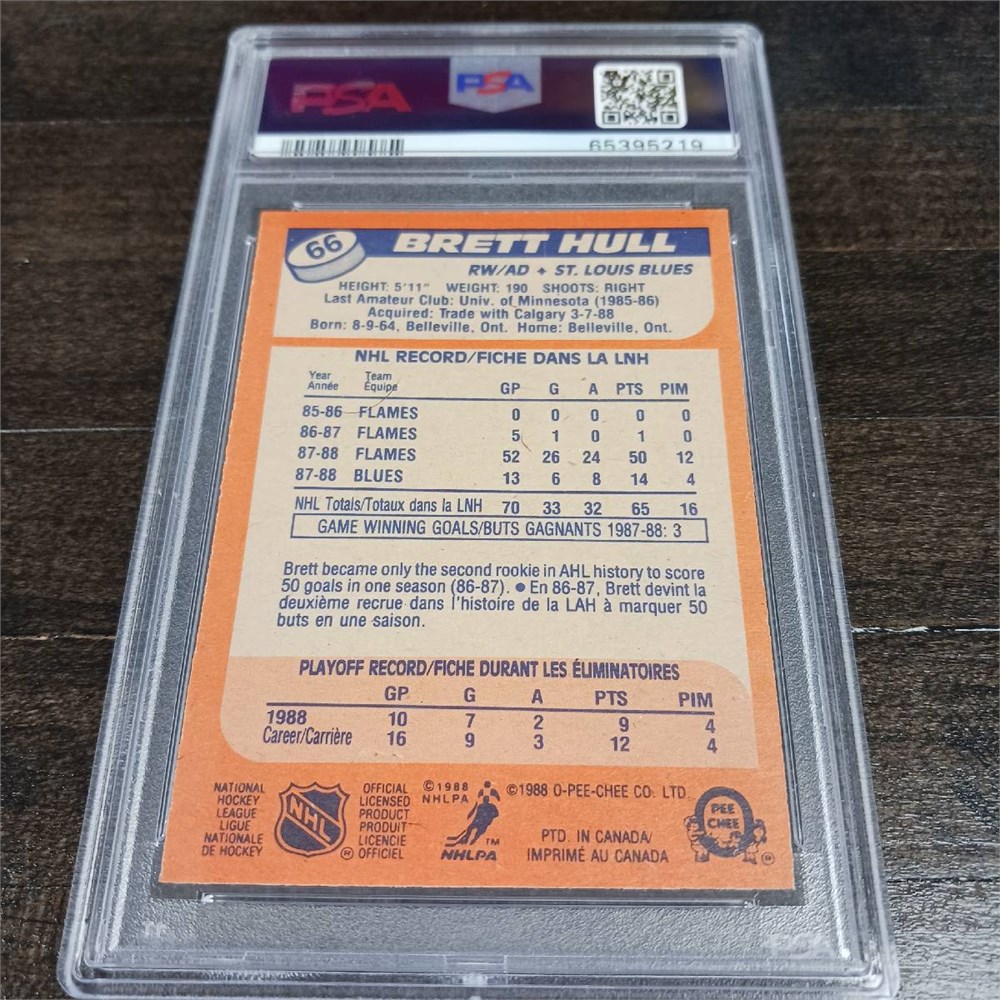 PSA
PSA
65395219
66
BRETT HULL
RW/AD • ST. LOUIS BLUES
HEIGHT: 5'11" WEIGHT: 190 SHOOTS: RIGHT
Last Amateur Club: Univ. of Minnesota (1985-86)
Acquired: Trade with Calgary 3-7-88
Born: 8-9-64, Belleville, Ont. Home: Belleville, Ont.
NHL RECORD/FICHE DANS LA LNH
Year Team
Année Équipe GP G A PTS PIM
85-86 FLAMES 0 0 0 0 0
86-87 FLAMES 5 1 0 1 0
87-88 FLAMES 52 26 24 50 12
87-88 BLUES 13 6 8 14 4
NHL Totals/Totaux dans la LNH 70 33 32 65 16
GAME WINNING GOALS/BUTS GAGNANTS 1987-88: 3
Brett became only the second rookie in AHL history to score
50 goals in one season (86-87). • En 86-87, Brett devint la
deuxième recrue dans l'histoire de la LAH à marquer 50
buts en une saison.
PLAYOFF RECORD/FICHE DURANT LES ÉLIMINATOIRES
GP G A PTS PIM
1988 10 7 2 9 4
Career/Carrière 16 9 3 12 4
NATIONAL
HOCKEY
LEAGUE
LIGUE
NATIONALE
DE HOCKEY
NHL
®
OFFICIAL
LICENSED
PRODUCT
PRODUIT
LICENCIE
OFFICIEL
©1988
NHLPA
TM
NHLPA
©1988 O-PEE-CHEE CO. LTD.
PTD. IN CANADA/
IMPRIMÉ AU CANADA
PEE
CHEE
®